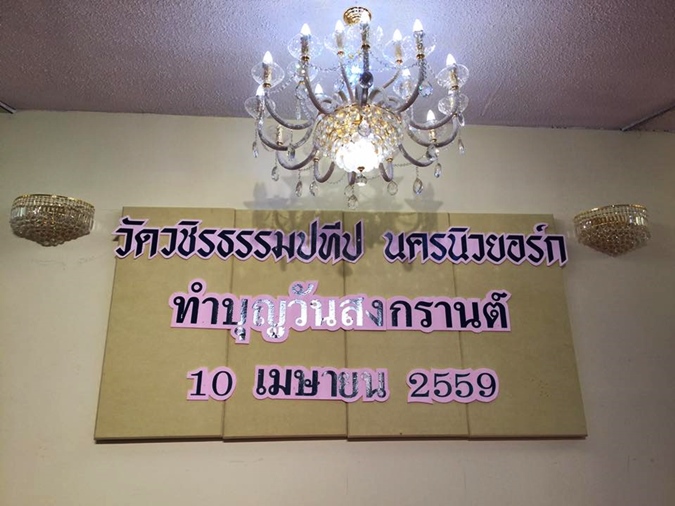 วัดวชิรธรรมปทีป นครนิวยอร์ก
ทำบุญวันสงกรานต์
10 เมษายน 2559